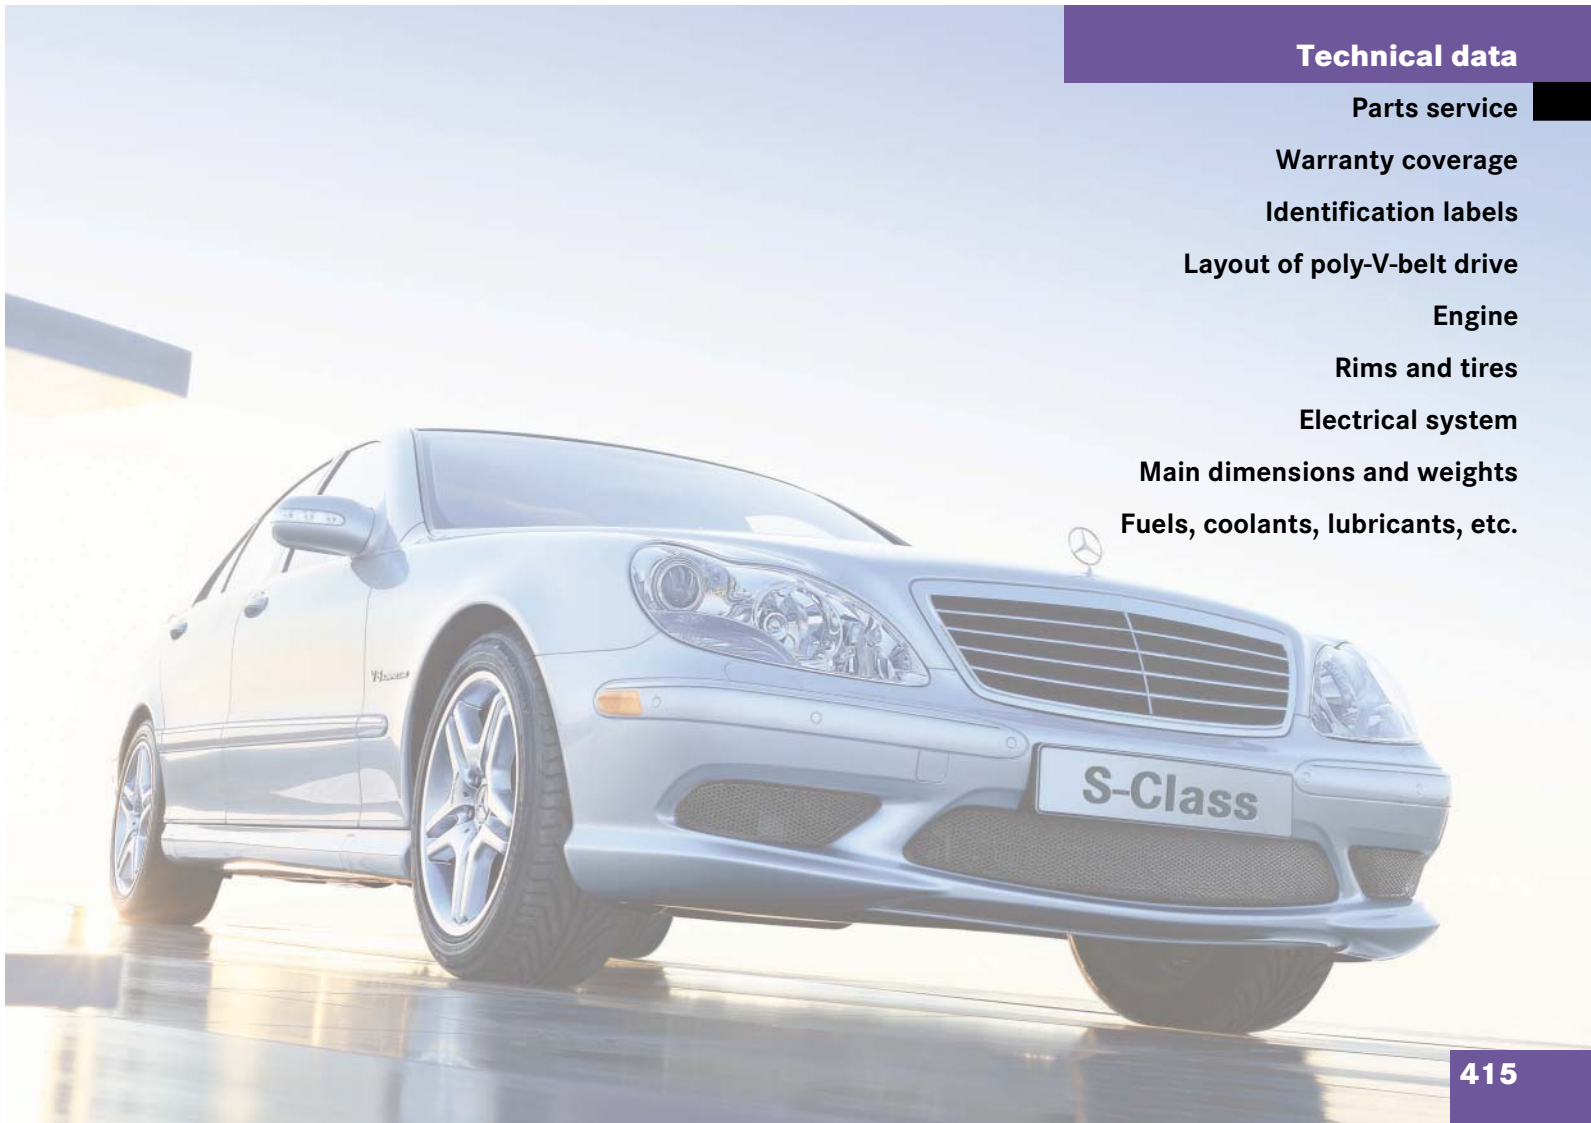 Technical data
Parts service
Warranty coverage
Identification labels
Layout of poly-V-belt drive
Engine
Rims and tires
Electrical system
Main dimensions and weights
Fuels, coolants, lubricants, etc.
S-Class
415